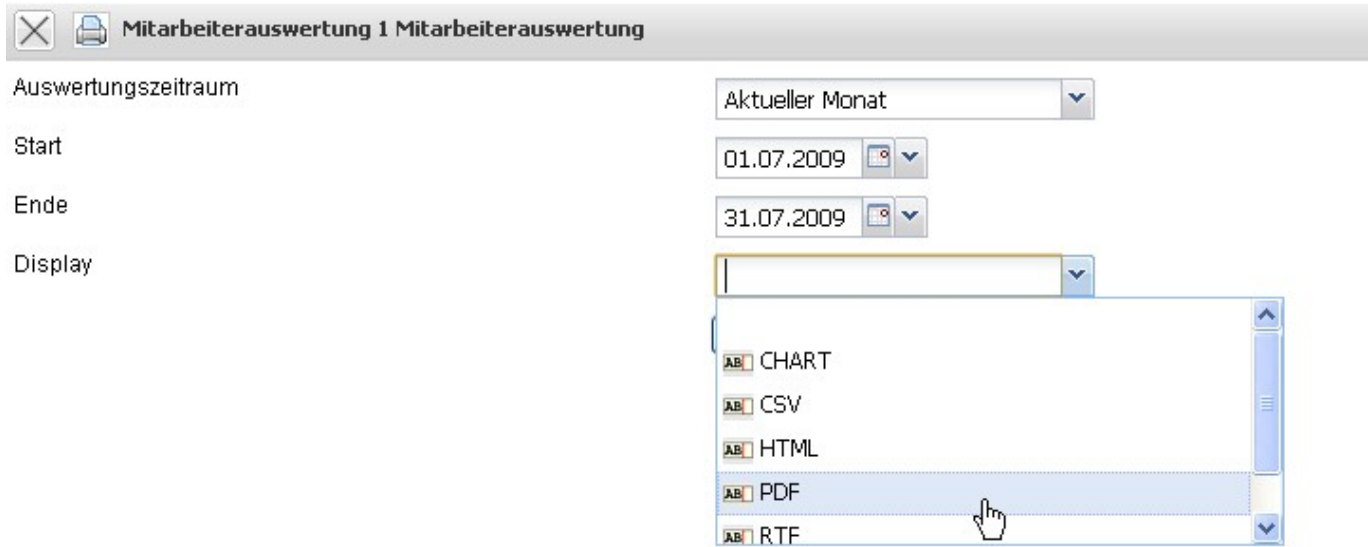 Mitarbeiterauswertung 1 Mitarbeiterauswertung
Auswertungszeitraum Aktueller Monat
Start 01.07.2009
Ende 31.07.2009
Display
CHART
CSV
HTML
PDF
RTF